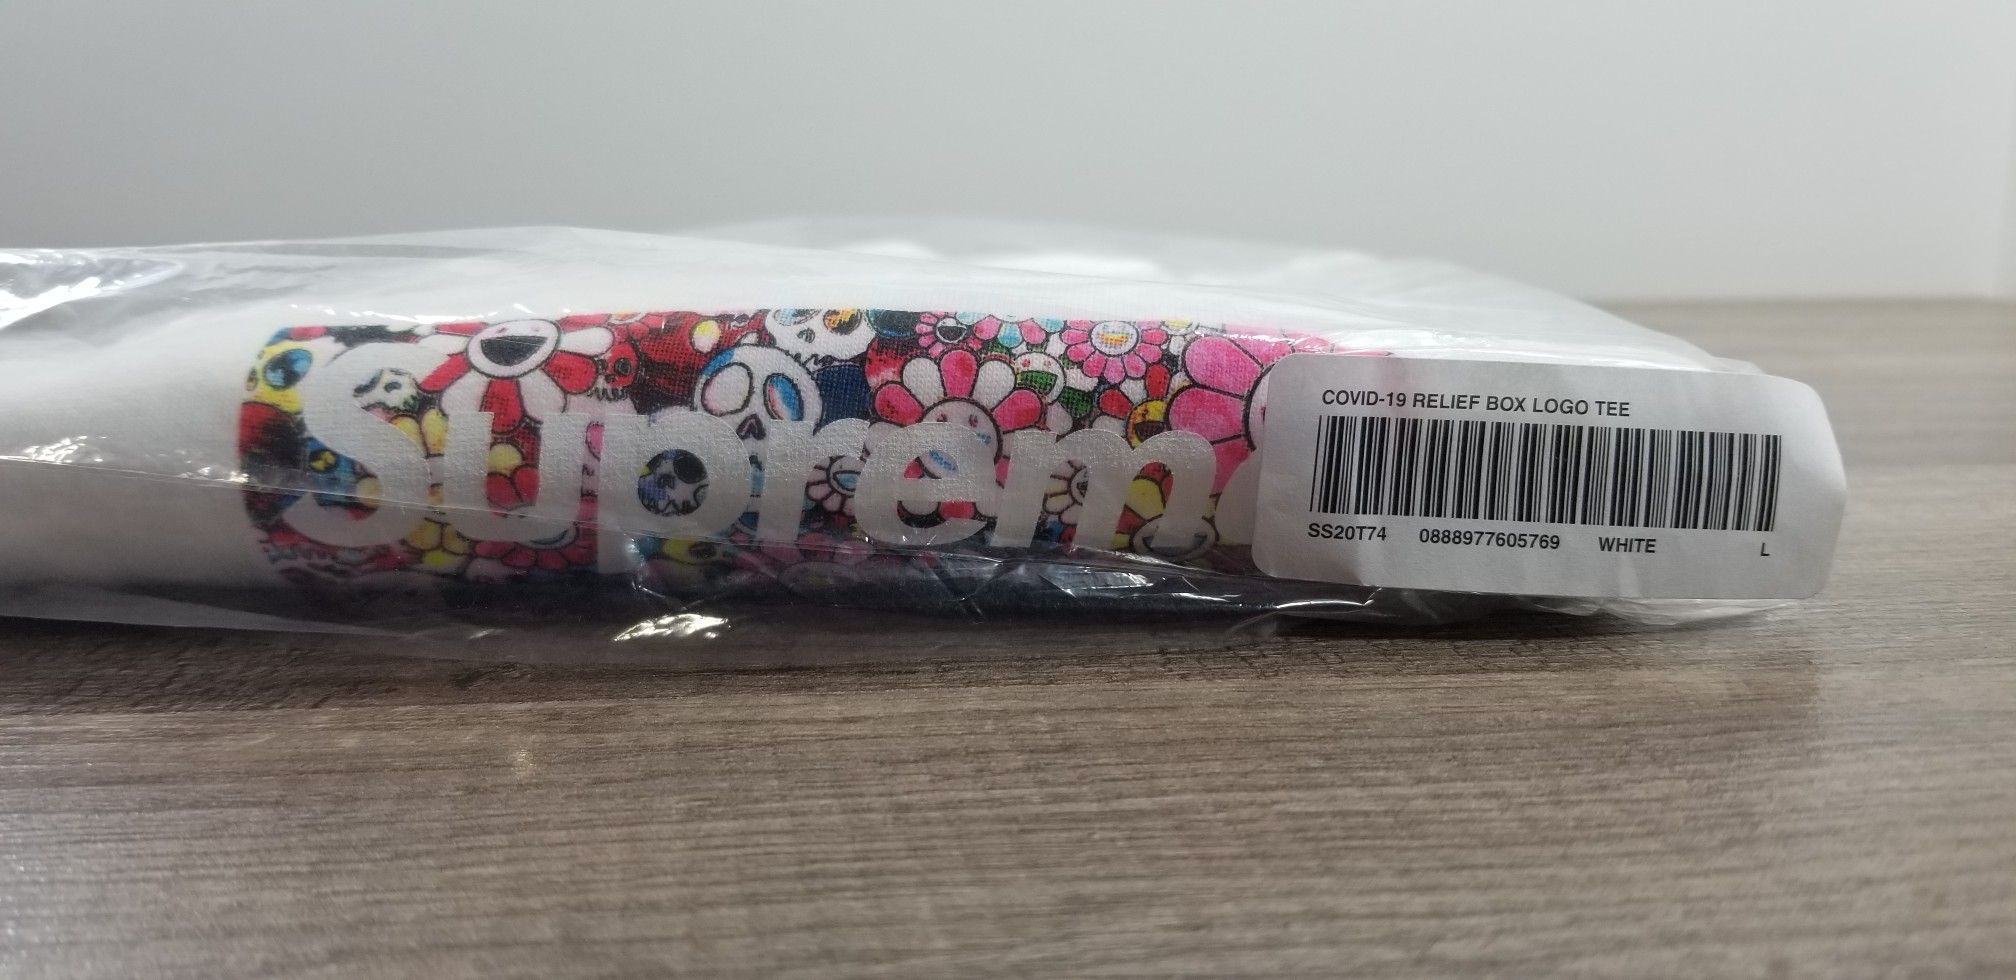 Suprem
COVID-19 RELIEF BOX LOGO TEE
SS20T74 0888977605769 WHITE L